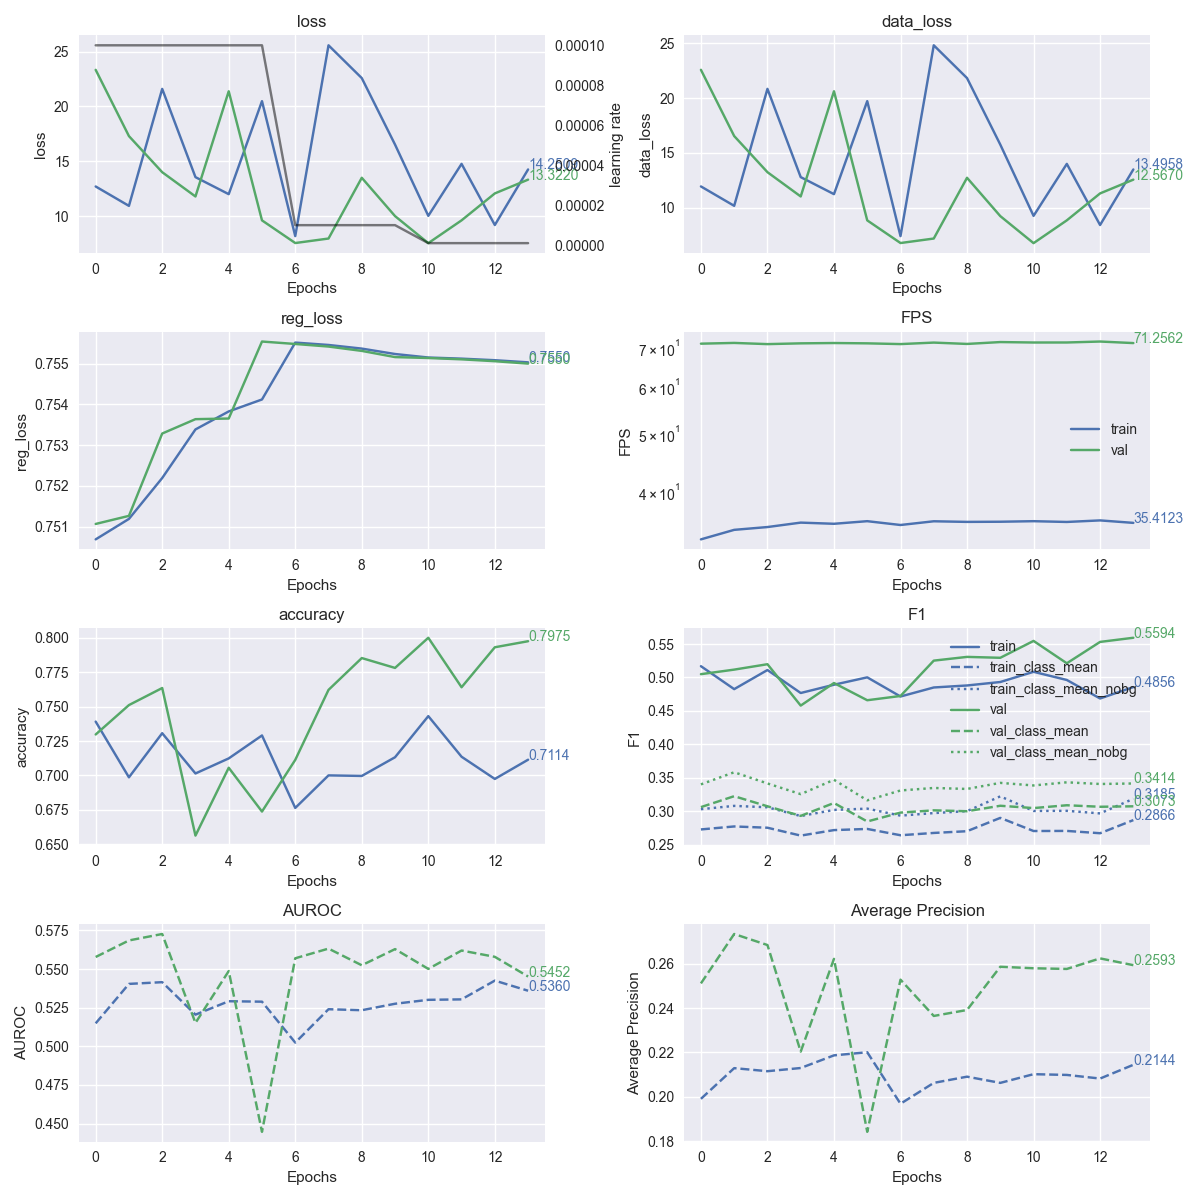 loss
25
20
15
10
loss
0.00010
0.00008
0.00006
0.00004
0.00002
0.00000
learning rate
13.3220
0 2 4 6 8 10 12
Epochs
data_loss
25
20
15
10
data_loss
13.4958
12.5670
0 2 4 6 8 10 12
Epochs
reg_loss
0.755
0.754
0.753
0.752
0.751
reg_loss
0.7550
0 2 4 6 8 10 12
Epochs
FPS
7 × 10¹
6 × 10¹
5 × 10¹
4 × 10¹
FPS
71.2562
train
val
35.4123
0 2 4 6 8 10 12
Epochs
accuracy
0.800
0.775
0.750
0.725
0.700
0.675
0.650
accuracy
0.7975
0.7114
0 2 4 6 8 10 12
Epochs
F1
0.55
0.50
0.45
0.40
0.35
0.30
0.25
F1
train
train_class_mean
train_class_mean_nobg
val
val_class_mean
val_class_mean_nobg
0.5594
0.4856
0.3414
0.3185
0.3073
0.2866
0 2 4 6 8 10 12
Epochs
AUROC
0.575
0.550
0.525
0.500
0.475
0.450
AUROC
0.5452
0.5360
0 2 4 6 8 10 12
Epochs
Average Precision
0.26
0.24
0.22
0.20
0.18
Average Precision
0.2593
0.2144
0 2 4 6 8 10 12
Epochs